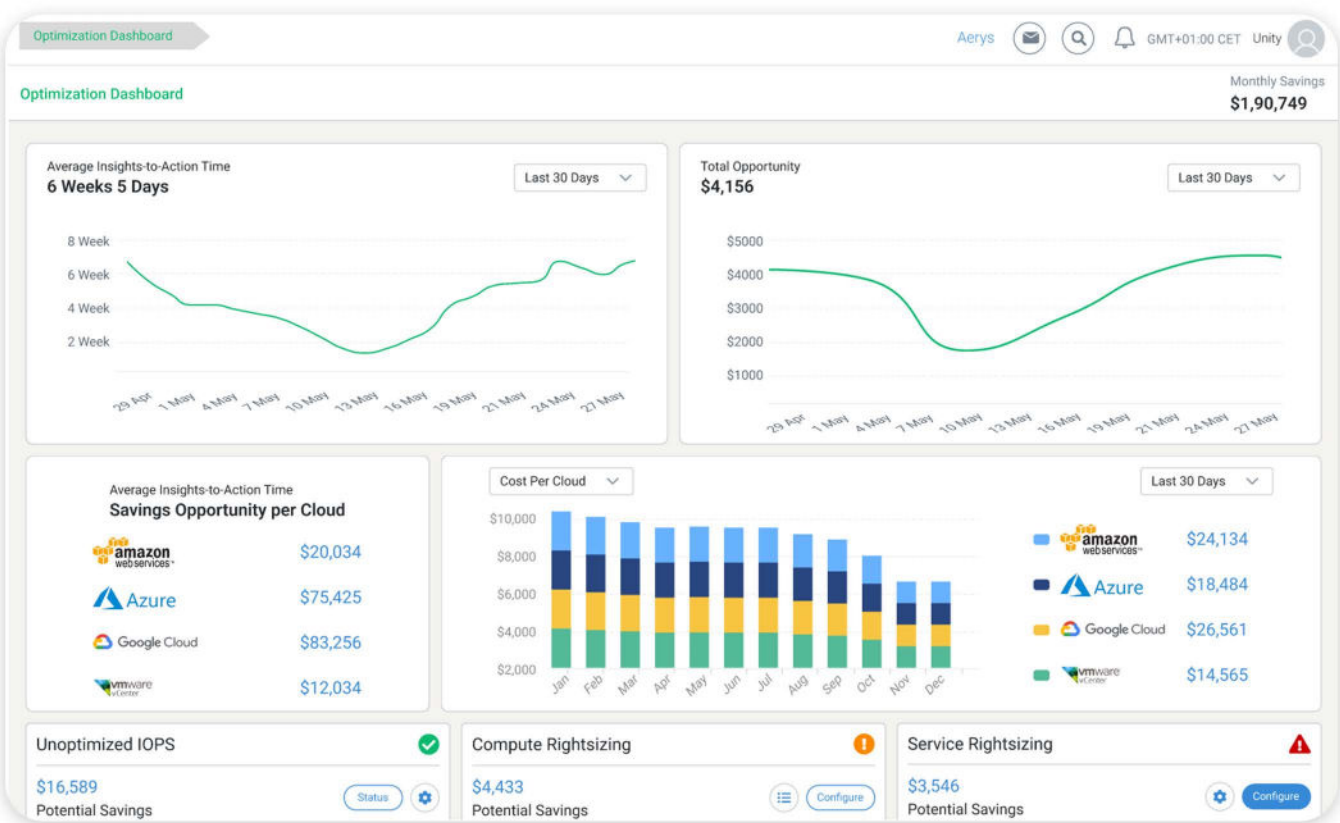 Optimization Dashboard
Aerys
GMT+01:00 CET
Unity
Optimization Dashboard
Monthly Savings
$1,90,749
Average Insights-to-Action Time
6 Weeks 5 Days
Last 30 Days
8 Week
6 Week
4 Week
2 Week
29 Apr
1 May
4 May
7 May
10 May
13 May
16 May
19 May
21 May
24 May
27 May
Total Opportunity
$4,156
Last 30 Days
$5000
$4000
$3000
$2000
$1000
29 Apr
1 May
4 May
7 May
10 May
13 May
16 May
19 May
21 May
24 May
27 May
Average Insights-to-Action Time
Savings Opportunity per Cloud
amazon
webservices™
$20,034
Azure
$75,425
Google Cloud
$83,256
vmware
vCenter
$12,034
Cost Per Cloud
Last 30 Days
$10,000
$8,000
$6,000
$4,000
$2,000
Jan
Feb
Mar
Apr
May
Jun
Jul
Aug
Sep
Oct
Nov
Dec
amazon
webservices™
$24,134
Azure
$18,484
Google Cloud
$26,561
vmware
vCenter
$14,565
Unoptimized IOPS
$16,589
Potential Savings
Status
Compute Rightsizing
$4,433
Potential Savings
Configure
Service Rightsizing
$3,546
Potential Savings
Configure